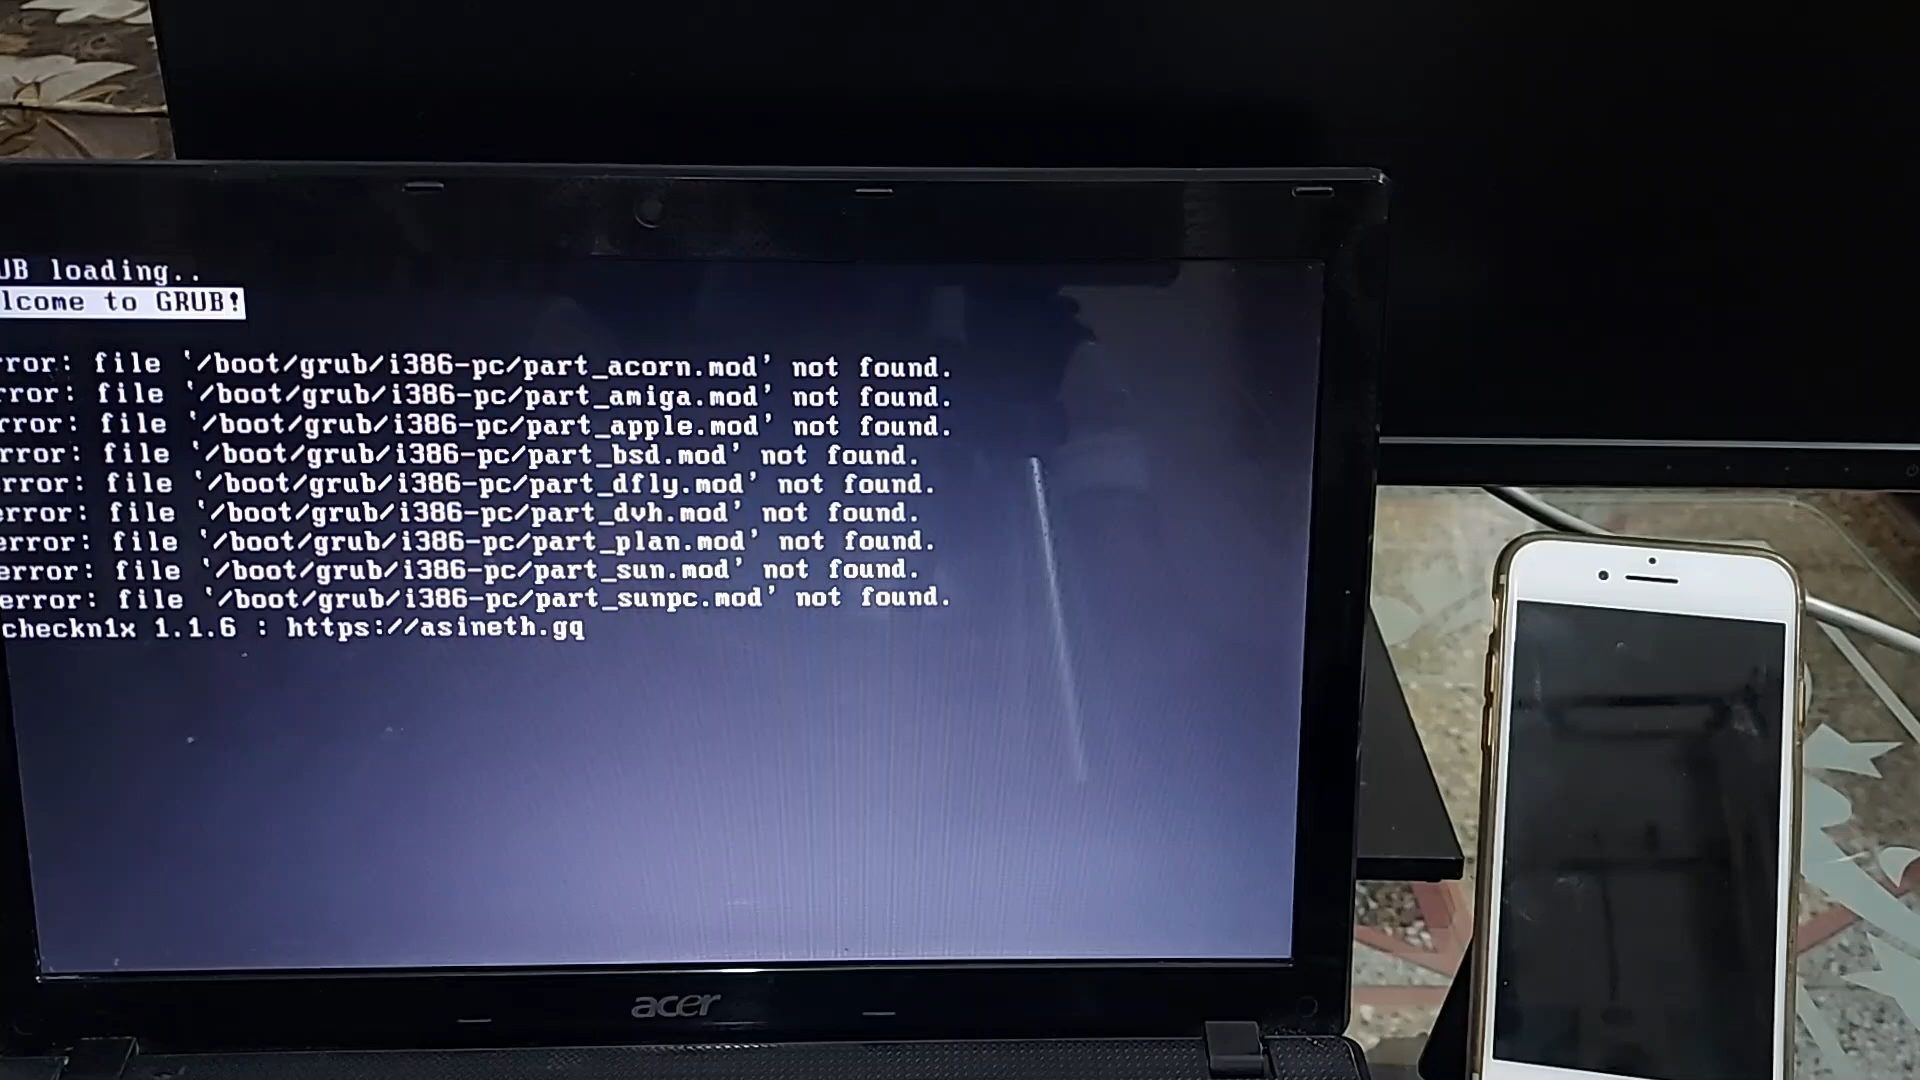 UB loading..
lcome to GRUB!
rror: file '/boot/grub/i386-pc/part_acorn.mod' not found.
rror: file '/boot/grub/i386-pc/part_amiga.mod' not found.
rror: file '/boot/grub/i386-pc/part_apple.mod' not found.
rror: file '/boot/grub/i386-pc/part_bsd.mod' not found.
rror: file '/boot/grub/i386-pc/part_dfly.mod' not found.
error: file '/boot/grub/i386-pc/part_dvh.mod' not found.
error: file '/boot/grub/i386-pc/part_plan.mod' not found.
error: file '/boot/grub/i386-pc/part_sun.mod' not found.
error: file '/boot/grub/i386-pc/part_sunpc.mod' not found.
checkn1x 1.1.6 : https://asineth.gq
acer